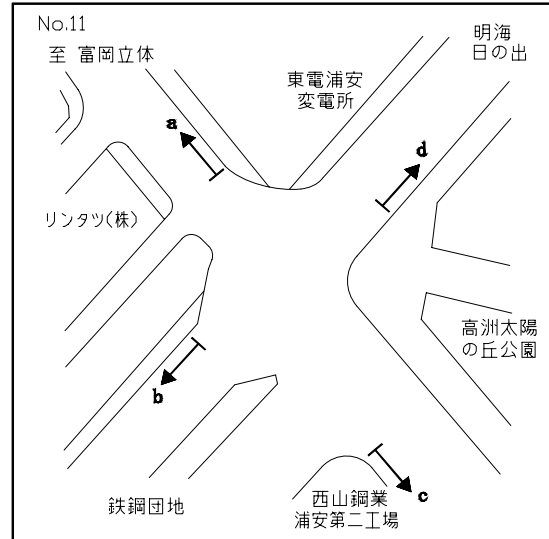 No.11
至 富岡立体
明海
日の出
東電浦安
変電所
a
d
リンタツ(株)
高洲太陽
の丘公園
b
c
鉄鋼団地
西山鋼業
浦安第二工場